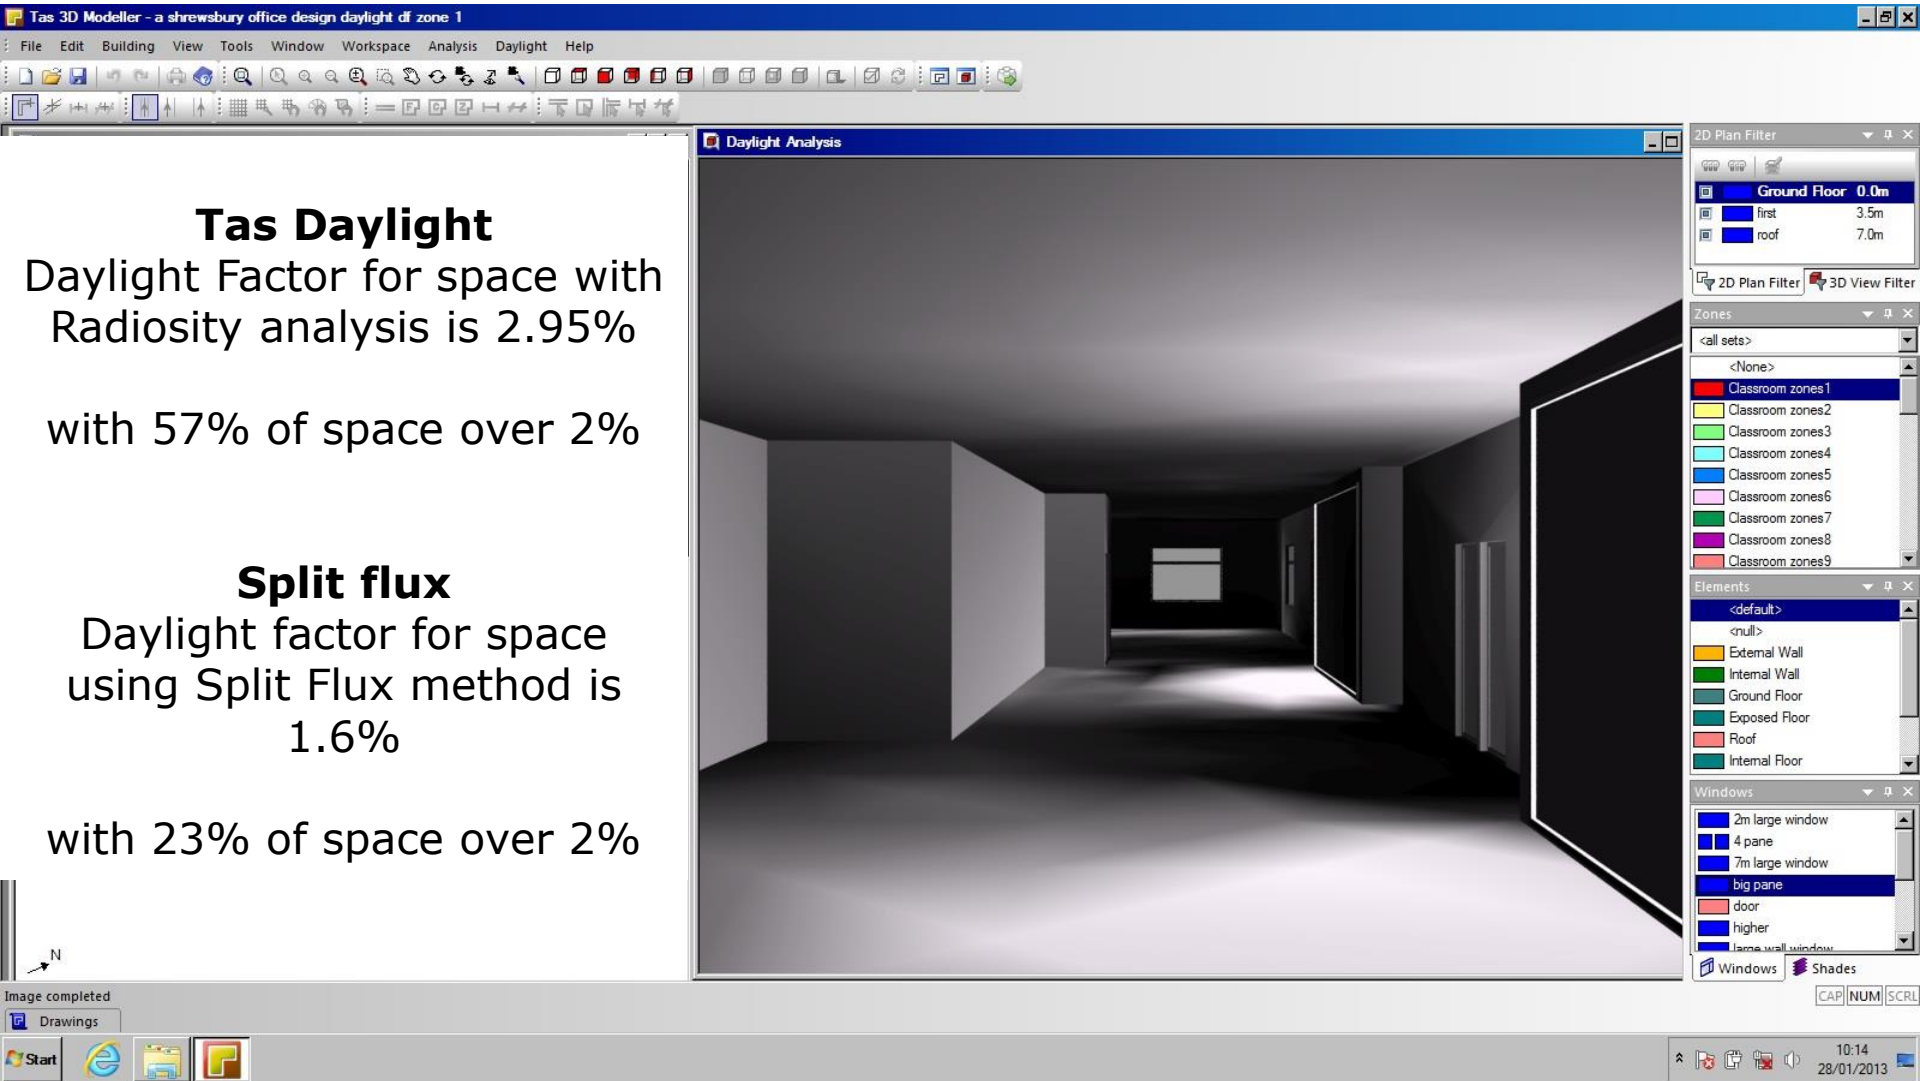 Tas 3D Modeller - a shrewsbury office design daylight df zone 1
File Edit Building View Tools Window Workspace Analysis Daylight Help
Tas Daylight
Daylight Factor for space with
Radiosity analysis is 2.95%
with 57% of space over 2%
Split flux
Daylight factor for space
using Split Flux method is
1.6%
with 23% of space over 2%
N
Daylight Analysis
2D Plan Filter
Ground Floor 0.0m
first 3.5m
roof 7.0m
2D Plan Filter 3D View Filter
Zones
<all sets>
<None>
Classroom zones1
Classroom zones2
Classroom zones3
Classroom zones4
Classroom zones5
Classroom zones6
Classroom zones7
Classroom zones8
Classroom zones9
Elements
<default>
<null>
External Wall
Internal Wall
Ground Floor
Exposed Floor
Roof
Internal Floor
Windows
2m large window
4 pane
7m large window
big pane
door
higher
large wall window
Windows Shades
Image completed
CAP NUM SCRL
Drawings
Start
10:14
28/01/2013